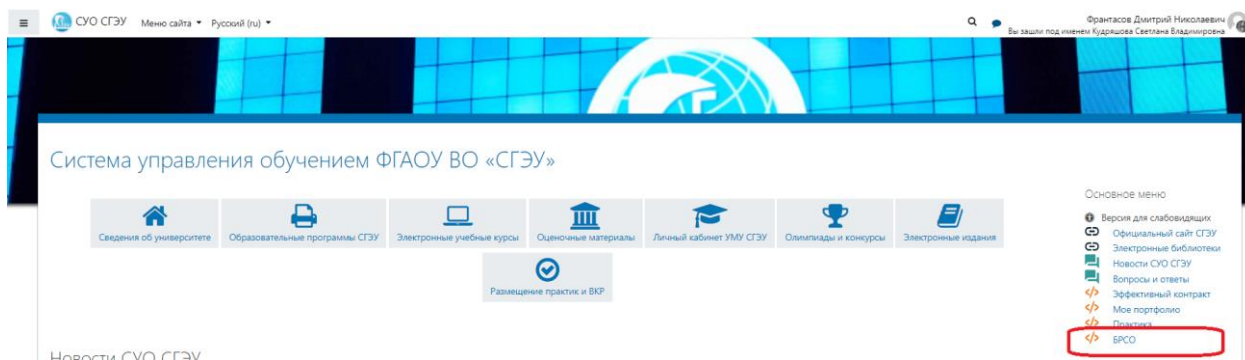 СУО СГЭУ Меню сайта Русский (ru)
Франтасов Дмитрий Николаевич
Вы зашли под именем Кудряшова Светлана Владимировна
Система управления обучением ФГАОУ ВО «СГЭУ»
Сведения об университете Образовательные программы СГЭУ Электронные учебные курсы Оценочные материалы Личный кабинет УМУ СГЭУ Олимпиады и конкурсы Электронные издания
Размещение практик и ВКР
Основное меню
Версия для слабовидящих
Официальный сайт СГЭУ
Электронные библиотеки
Новости СУО СГЭУ
Вопросы и ответы
Эффективный контракт
Мое портфолио
Практика
БРСО
Новости СУО СГЭУ